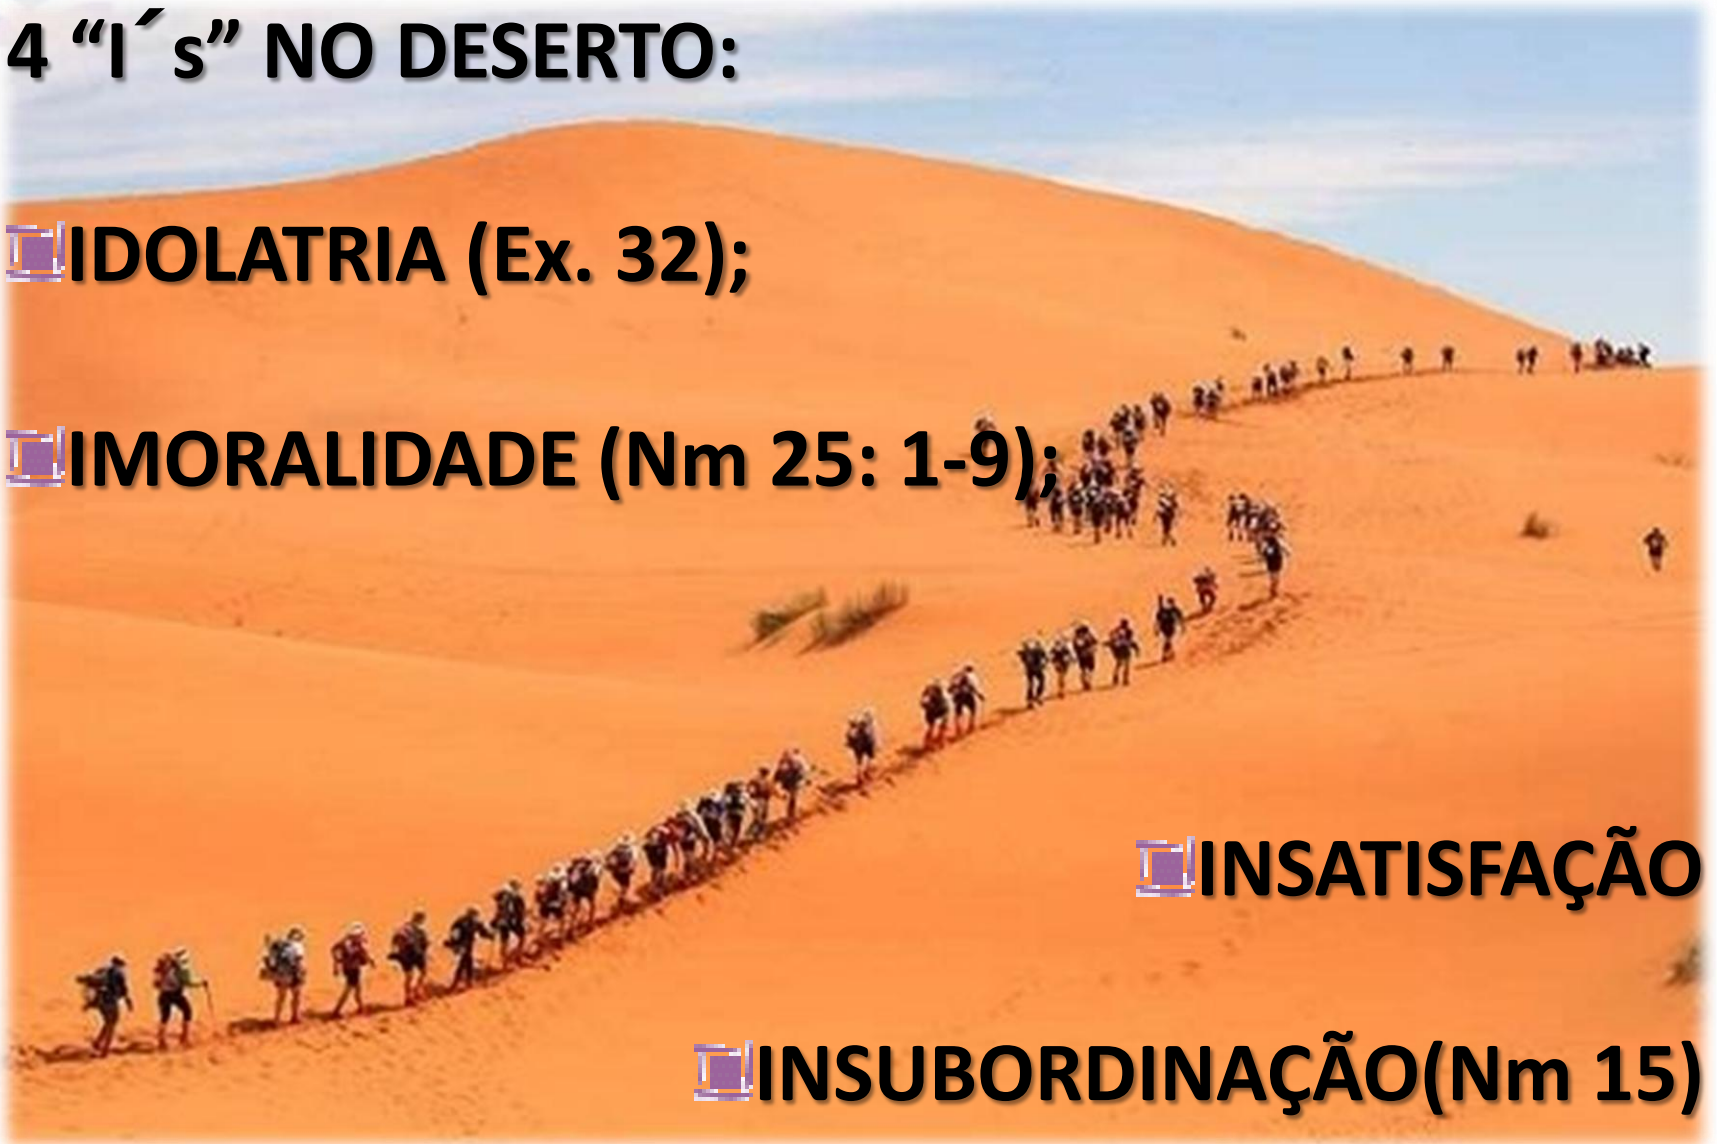 4 “I´s” NO DESERTO:
IDOLATRIA (Ex. 32);
IMORALIDADE (Nm 25: 1-9);
INSATISFAÇÃO
INSUBORDINAÇÃO(Nm 15)